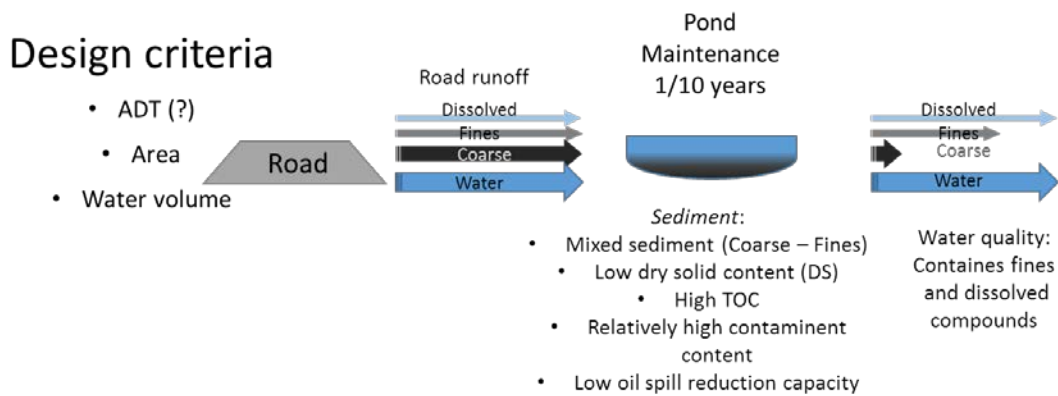 Design criteria
• ADT (?)
• Area
• Water volume
Road
Road runoff
Dissolved
Fines
Coarse
Water
Pond
Maintenance
1/10 years
Sediment:
• Mixed sediment (Coarse – Fines)
• Low dry solid content (DS)
• High TOC
• Relatively high contaminent
content
• Low oil spill reduction capacity
Dissolved
Fines
Coarse
Water
Water quality:
Containes fines
and dissolved
compounds